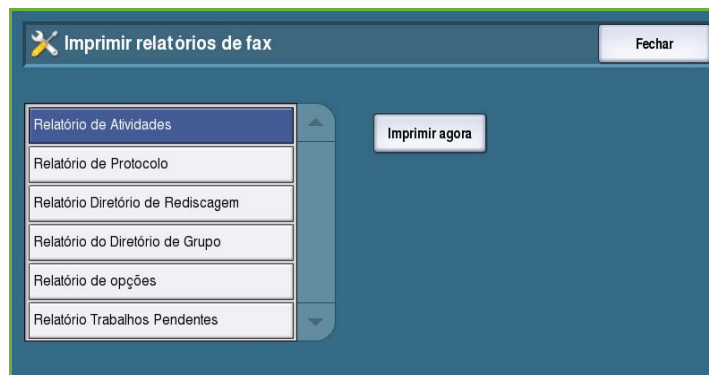 Imprimir relatórios de fax
Fechar
Relatório de Atividades
Imprimir agora
Relatório de Protocolo
Relatório Diretório de Rediscagem
Relatório do Diretório de Grupo
Relatório de opções
Relatório Trabalhos Pendentes